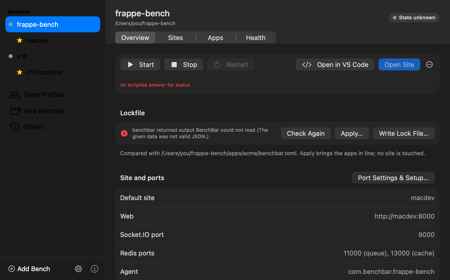 Benches
frappe-bench
macdev
v16
v16.localhost
Team Profiles
Find Benches
History
Add Bench
frappe-bench
/Users/you/frappe-bench
State unknown
Overview
Sites
Apps
Health
Start
Stop
Restart
Open in VS Code
Open Site
no scripted answer for status
Lockfile
benchbar returned output BenchBar could not read (The
given data was not valid JSON.).
Check Again
Apply...
Write Lock File...
Compared with /Users/you/frappe-bench/apps/acme/benchbar.toml. Apply brings the apps in line; no site is touched.
Site and ports
Port Settings & Setup...
Default site
macdev
Web
http://macdev:8000
Socket.IO port
9000
Redis ports
11000 (queue), 13000 (cache)
Agent
com.benchbar.frappe-bench